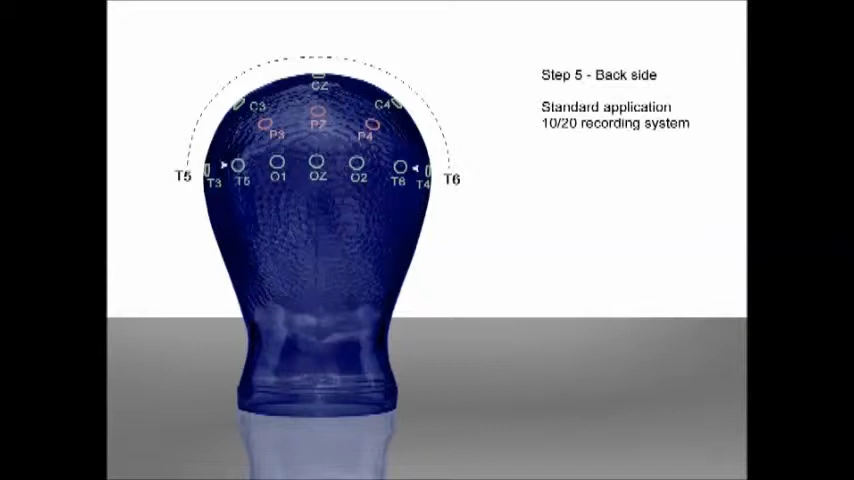 Step 5 - Back side
Standard application
10/20 recording system
CZ
C3
C4
PZ
P3
P4
T5
T3
T5
O1
OZ
O2
T6
T4
T6